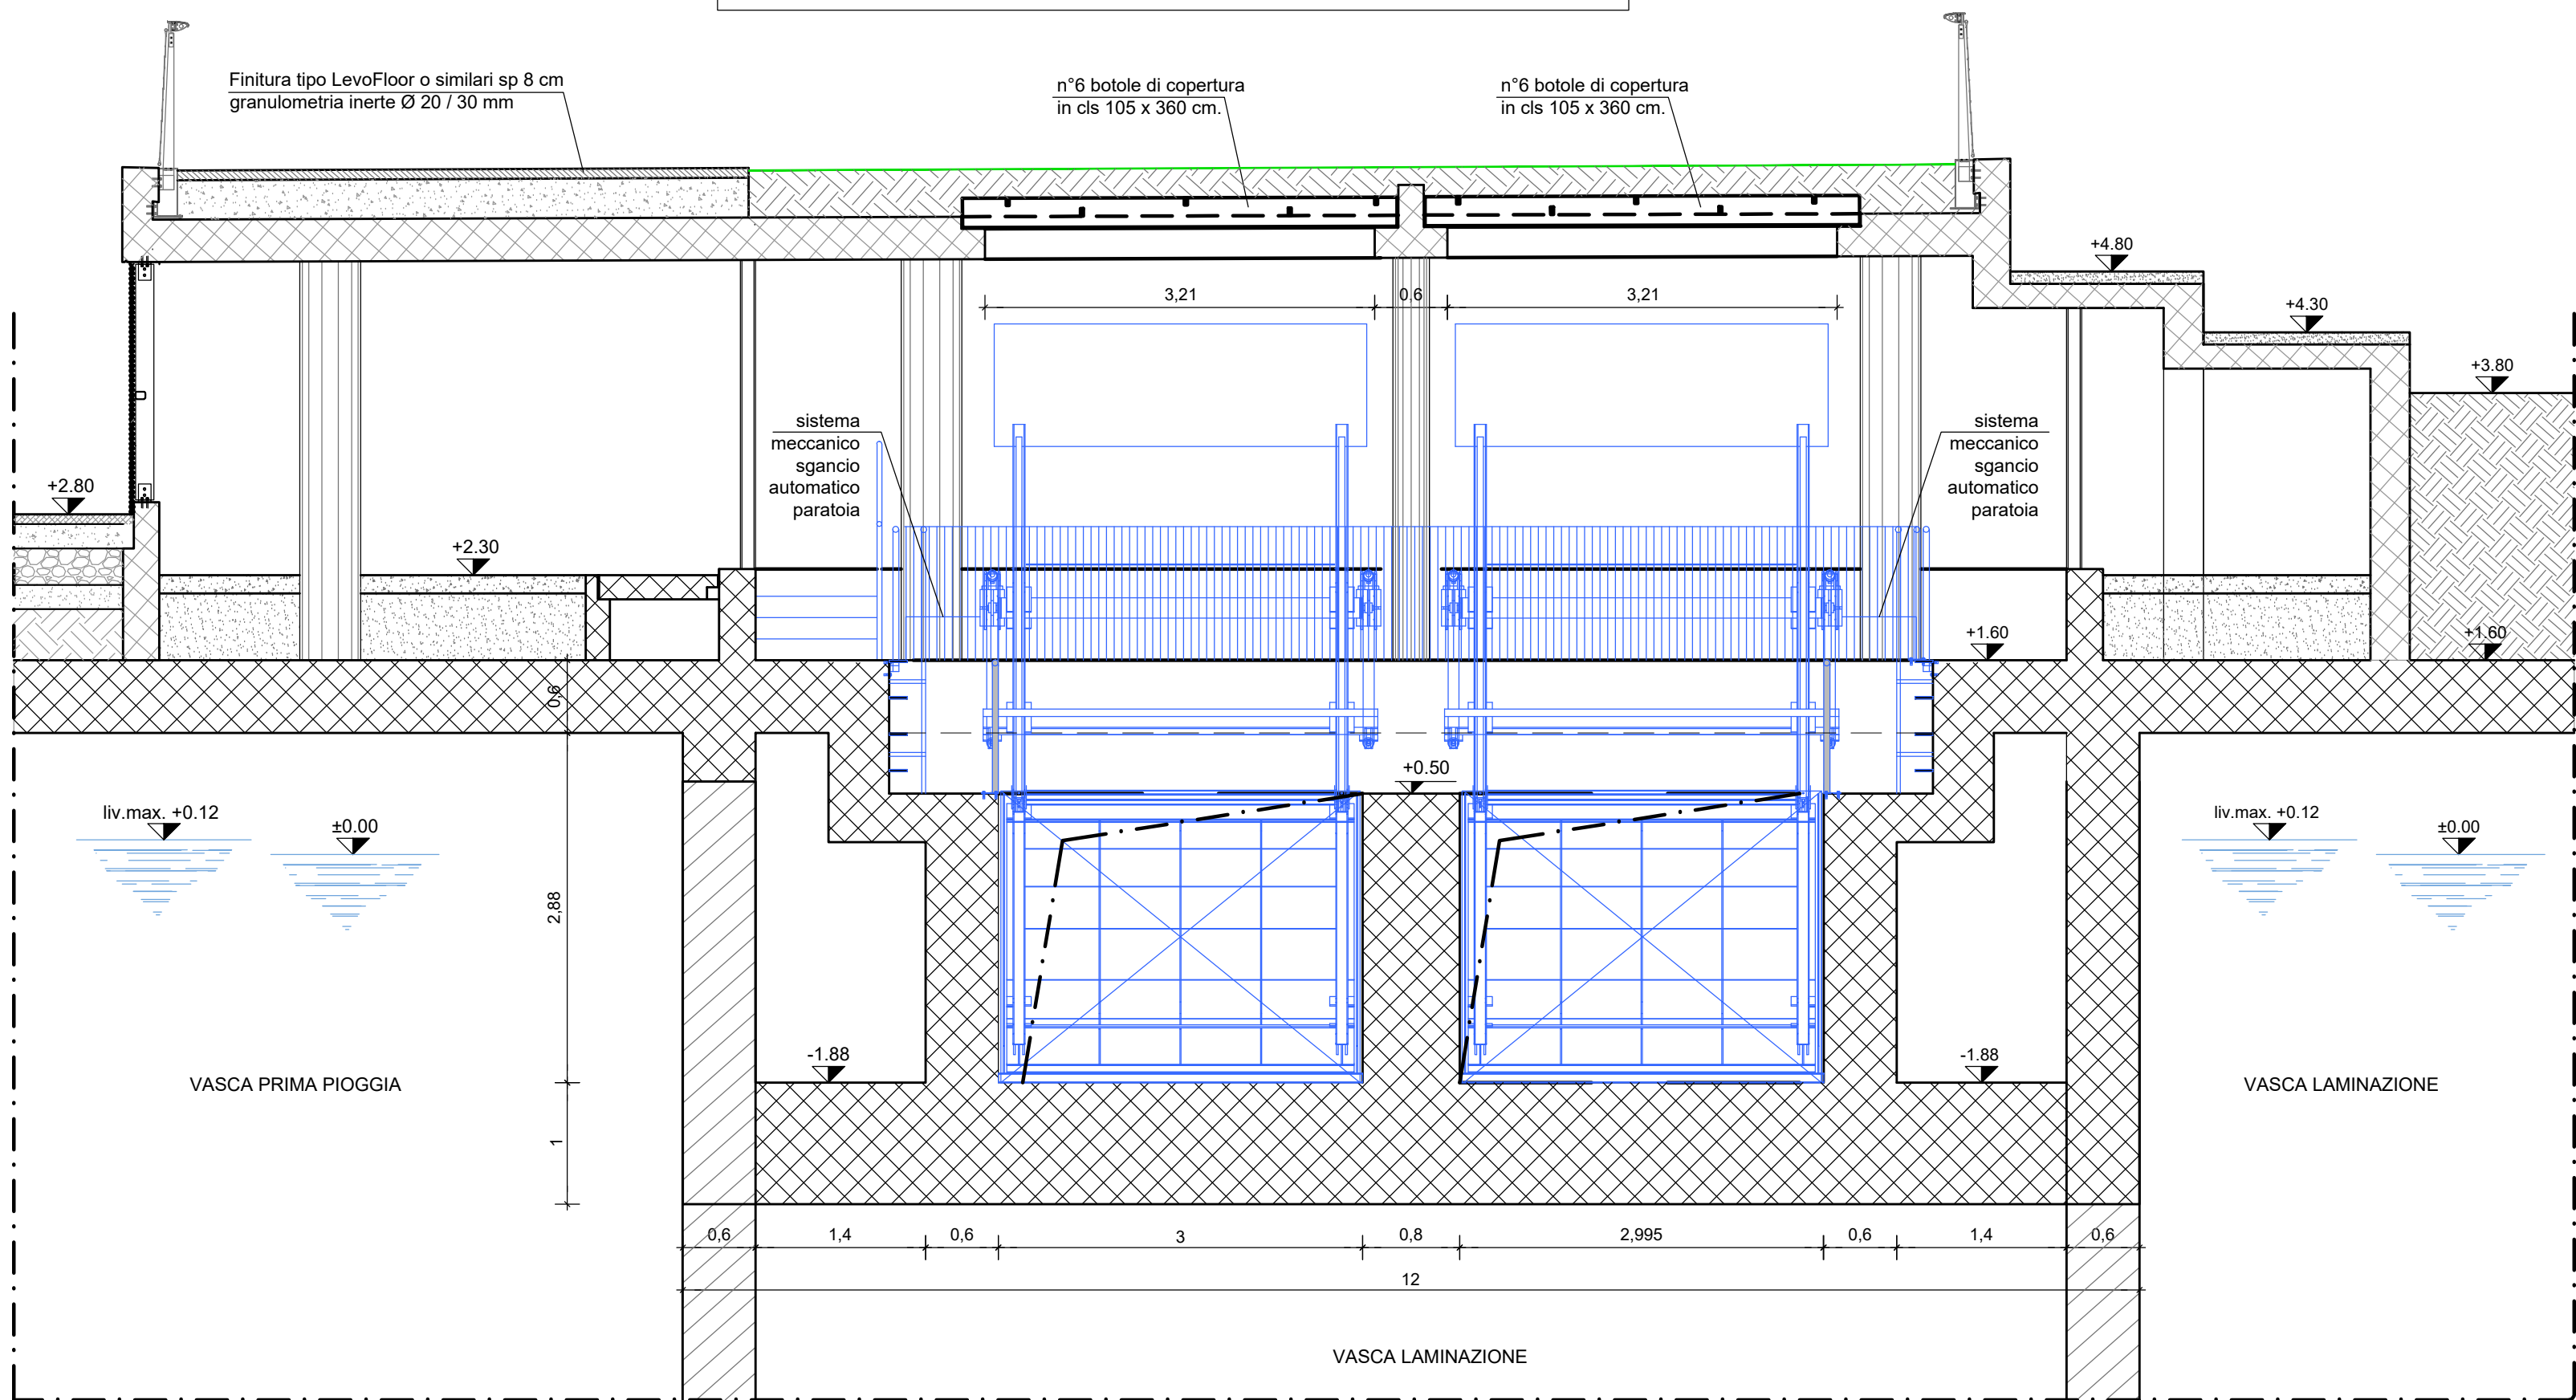 Finitura tipo LevoFloor o similari sp 8 cm
granulometria inerte Ø 20 / 30 mm
n°6 botole di copertura
in cls 105 x 360 cm.
n°6 botole di copertura
in cls 105 x 360 cm.
+4.80
3,21
0,6
3,21
+4.30
+3.80
sistema
meccanico
sgancio
automatico
paratoia
sistema
meccanico
sgancio
automatico
paratoia
+2.80
+2.30
+1.60
+1.60
0,6
+0.50
liv.max. +0.12
±0.00
liv.max. +0.12
±0.00
2,88
-1.88
-1.88
VASCA PRIMA PIOGGIA
VASCA LAMINAZIONE
1
0,6
1,4
0,6
3
0,8
2,995
0,6
1,4
0,6
12
VASCA LAMINAZIONE